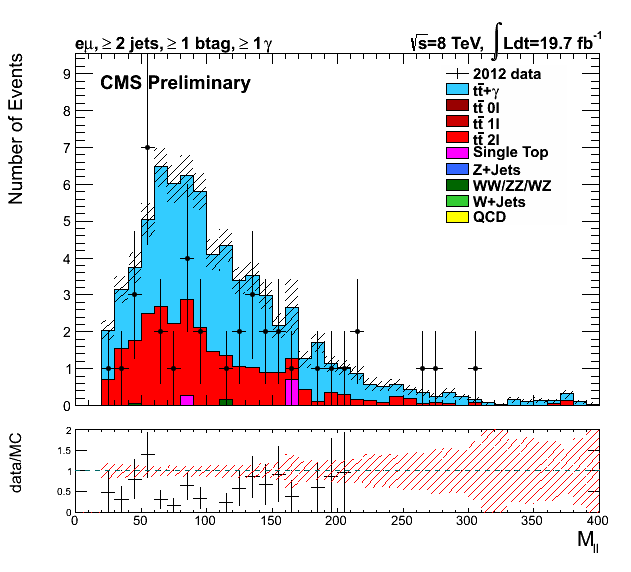 eμ, ≥ 2 jets, ≥ 1 btag, ≥ 1 γ
√s=8 TeV, ∫ Ldt=19.7 fb⁻¹
CMS Preliminary
2012 data
tt̄+γ
tt̄ 0l
tt̄ 1l
tt̄ 2l
Single Top
Z+Jets
WW/ZZ/WZ
W+Jets
QCD
Number of Events
9
8
7
6
5
4
3
2
1
0
data/MC
2
1.5
1
0.5
0
0 50 100 150 200 250 300 350 400
M_ll